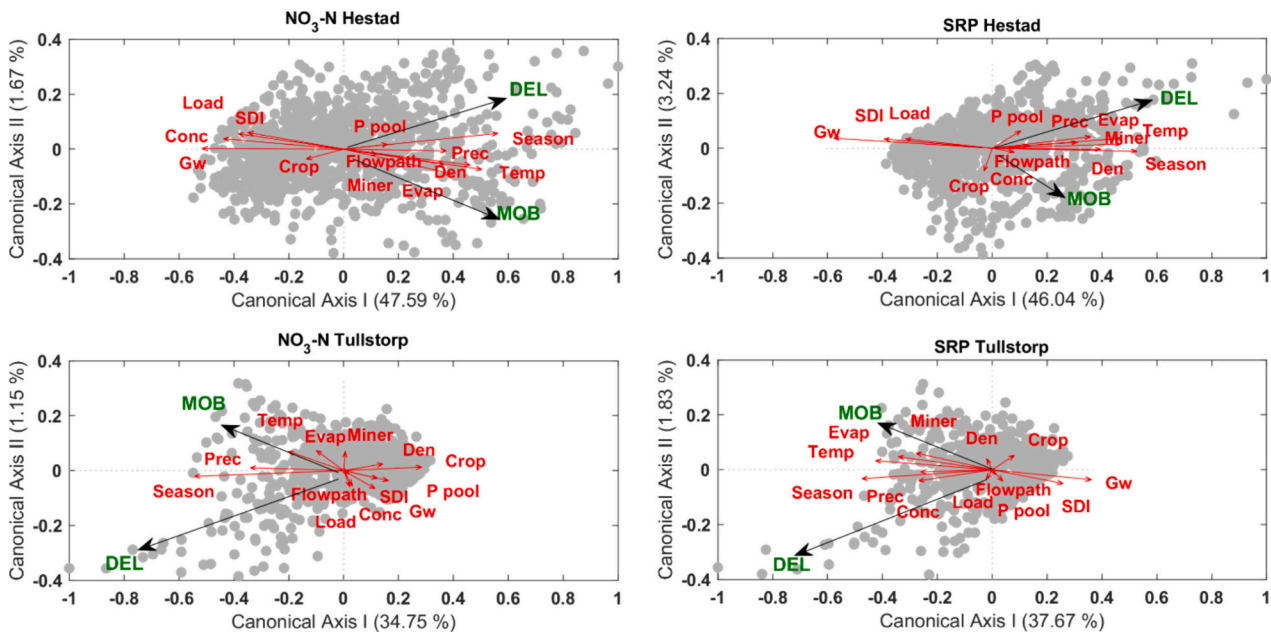 NO3-N Hestad
Canonical Axis II (1.67 %)
0.4
0.2
0
-0.2
-0.4
Load
SDI
Conc
Gw
Crop
P pool
Flowpath
Miner
Evap
Prec
Den
Season
Temp
DEL
MOB
-1 -0.8 -0.6 -0.4 -0.2 0 0.2 0.4 0.6 0.8 1
Canonical Axis I (47.59 %)
SRP Hestad
Canonical Axis II (3.24 %)
0.4
0.2
0
-0.2
-0.4
SDI Load
Gw
P pool
Prec
Evap
Miner
Temp
Flowpath
Den
Season
Crop
Conc
DEL
MOB
-1 -0.8 -0.6 -0.4 -0.2 0 0.2 0.4 0.6 0.8 1
Canonical Axis I (46.04 %)
NO3-N Tullstorp
Canonical Axis II (1.15 %)
0.4
0.2
0
-0.2
-0.4
MOB
Temp
Evap
Miner
Den
Prec
Crop
Season
Flowpath
SDI
P pool
Load
Conc
Gw
DEL
-1 -0.8 -0.6 -0.4 -0.2 0 0.2 0.4 0.6 0.8 1
Canonical Axis I (34.75 %)
SRP Tullstorp
Canonical Axis II (1.83 %)
0.4
0.2
0
-0.2
-0.4
MOB
Miner
Evap
Den
Crop
Temp
Season
Prec
Conc
Load
Flowpath
P pool
SDI
Gw
DEL
-1 -0.8 -0.6 -0.4 -0.2 0 0.2 0.4 0.6 0.8 1
Canonical Axis I (37.67 %)